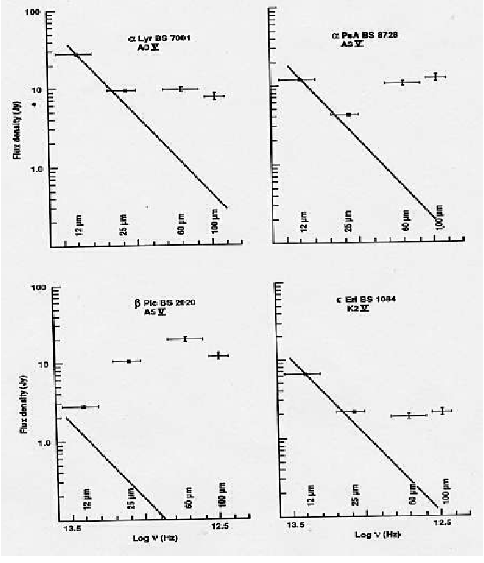 α Lyr BS 7001
A0 V
α PsA BS 8728
A3 V
100
10
1.0
Flux density (Jy)
12 μm
25 μm
60 μm
100 μm
12 μm
25 μm
60 μm
100 μm
β Pic BS 2020
A5 V
ε Eri BS 1084
K2 V
100
10
1.0
Flux density (Jy)
12 μm
25 μm
60 μm
100 μm
12 μm
25 μm
60 μm
100 μm
13.5
12.5
13.5
12.5
Log ν (Hz)
Log ν (Hz)